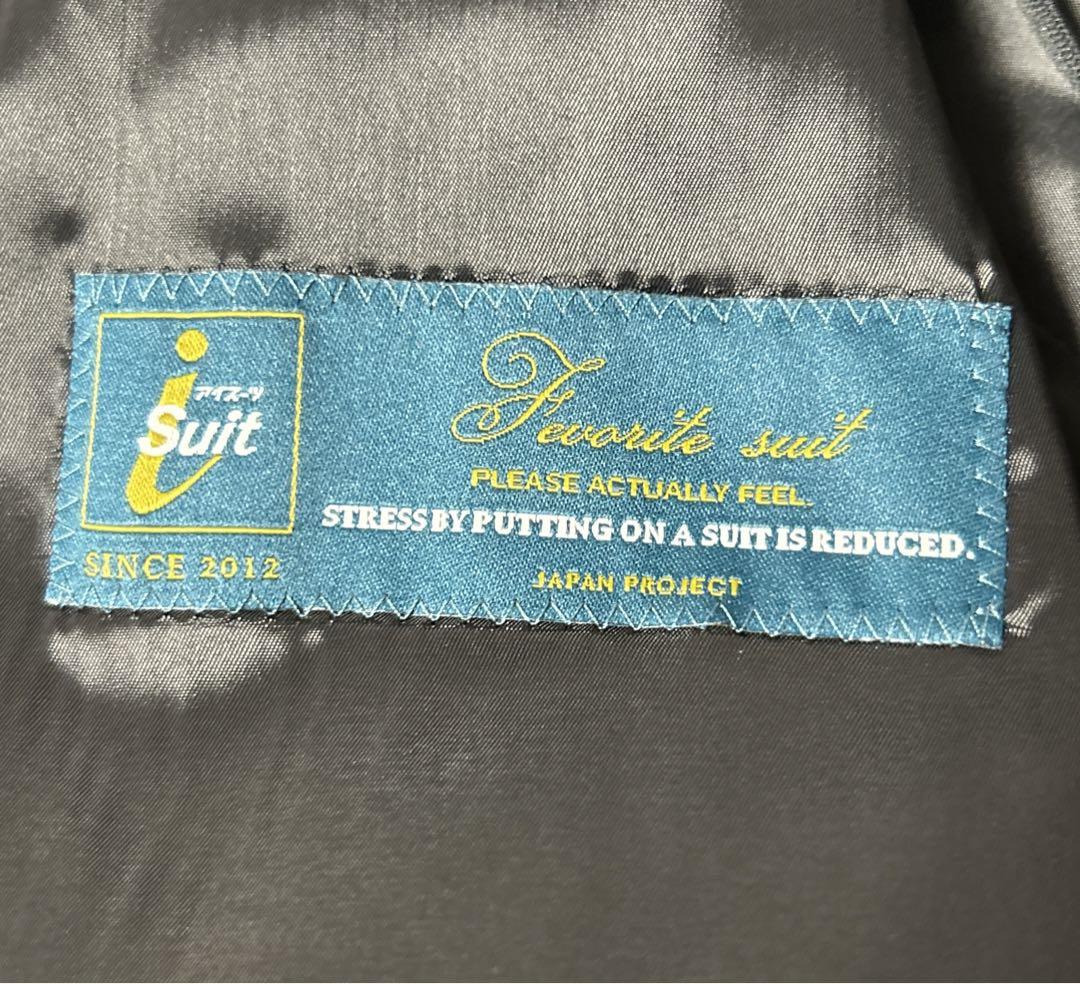 i
アイスーツ
Suit
SINCE 2012
Fevorite suit
PLEASE ACTUALLY FEEL.
STRESS BY PUTTING ON A SUIT IS REDUCED.
JAPAN PROJECT